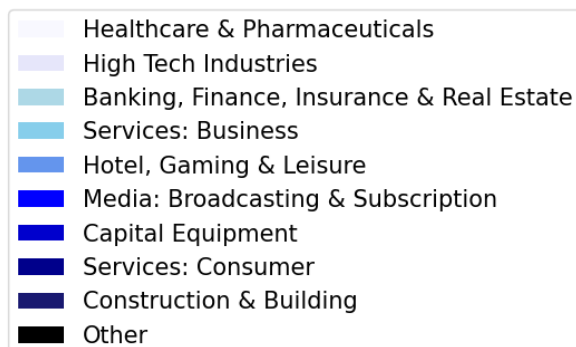 Healthcare & Pharmaceuticals
High Tech Industries
Banking, Finance, Insurance & Real Estate
Services: Business
Hotel, Gaming & Leisure
Media: Broadcasting & Subscription
Capital Equipment
Services: Consumer
Construction & Building
Other